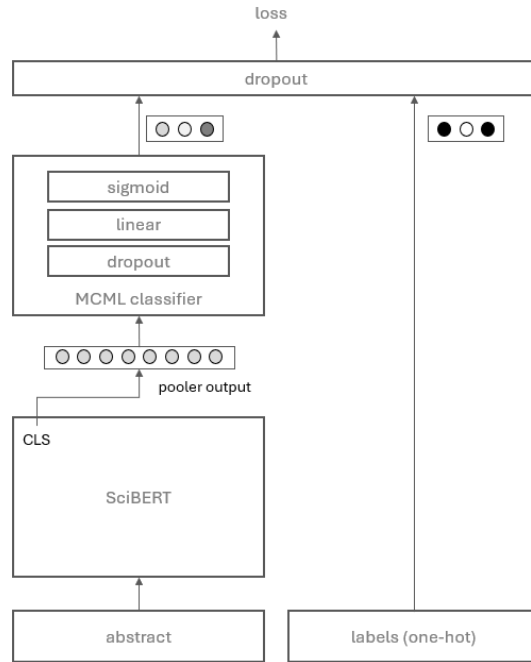 loss
dropout
sigmoid
linear
dropout
MCML classifier
pooler output
CLS
SciBERT
abstract
labels (one-hot)